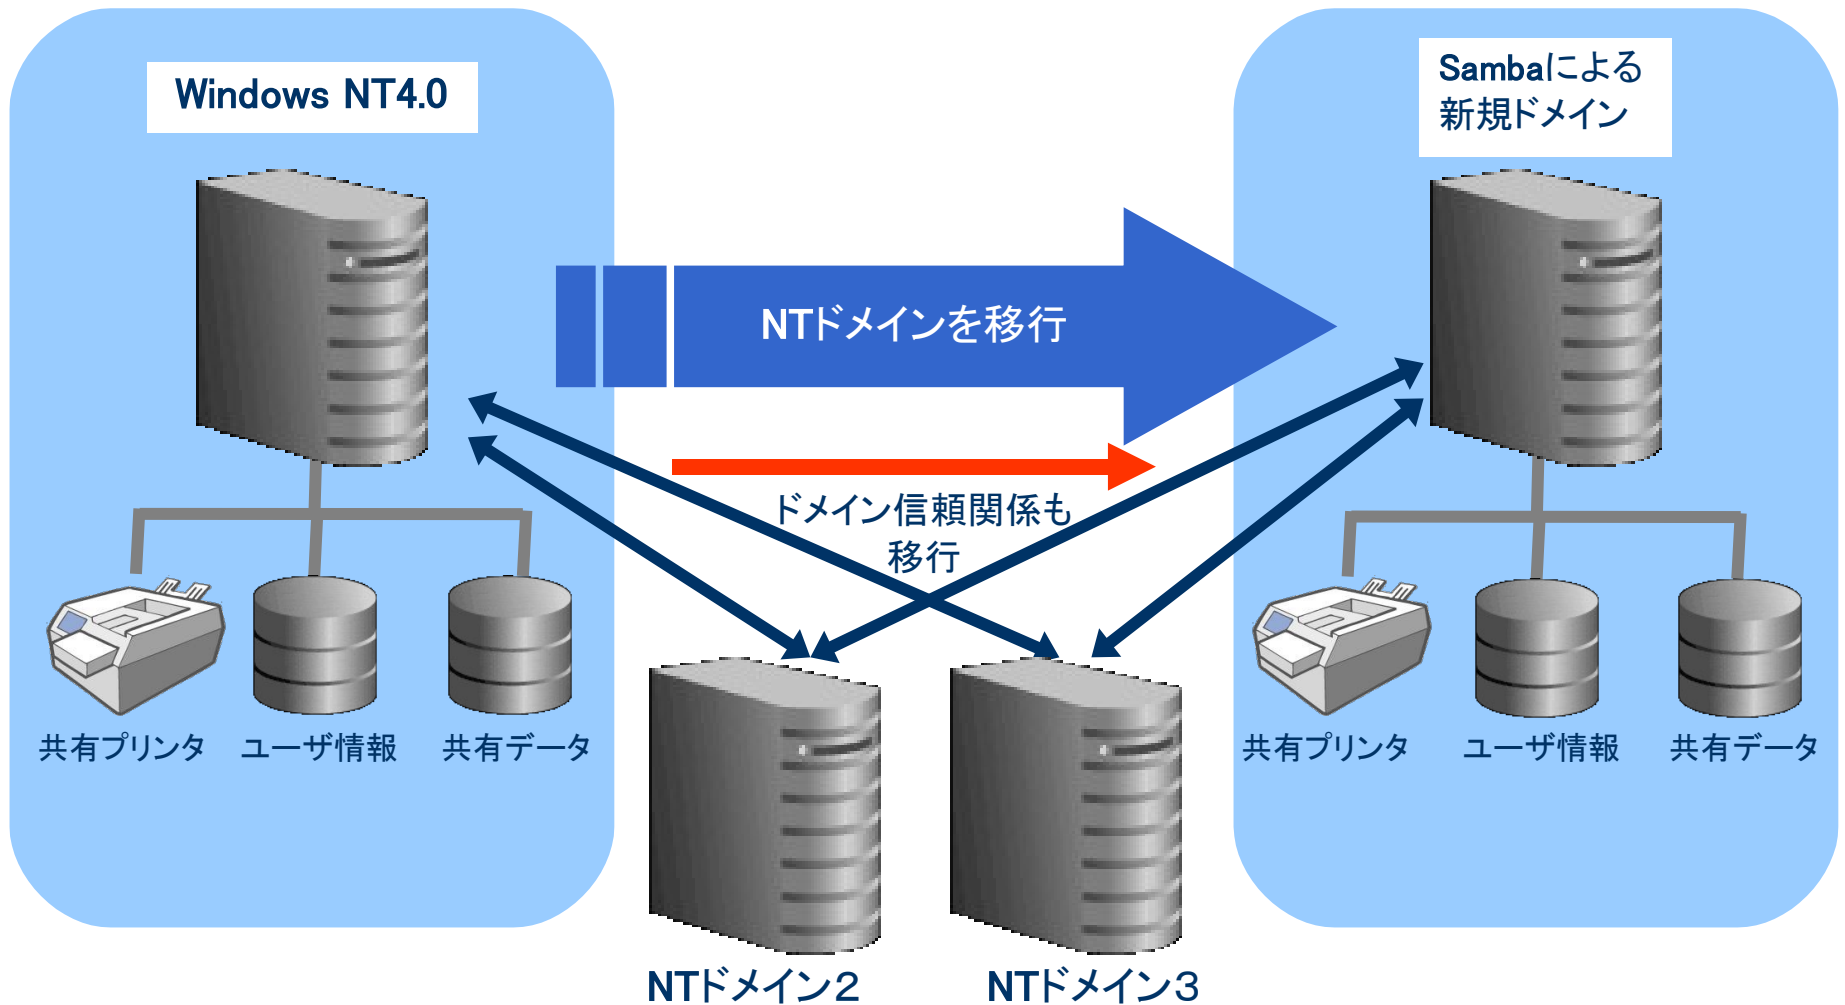 Windows NT4.0
Sambaによる
新規ドメイン
NTドメインを移行
ドメイン信頼関係も
移行
共有プリンタ
ユーザ情報
共有データ
共有プリンタ
ユーザ情報
共有データ
NTドメイン２
NTドメイン３